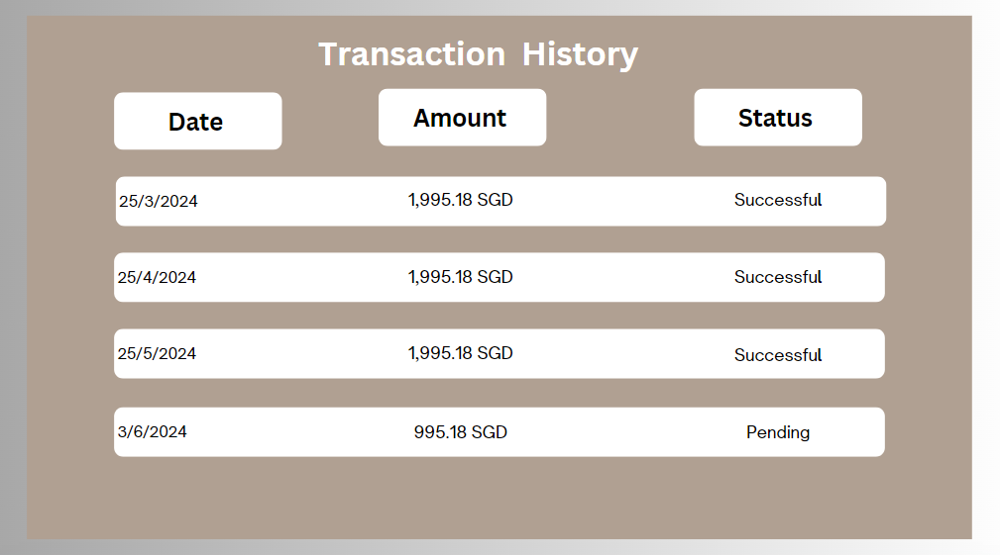 Transaction History
Date Amount Status
25/3/2024 1,995.18 SGD Successful
25/4/2024 1,995.18 SGD Successful
25/5/2024 1,995.18 SGD Successful
3/6/2024 995.18 SGD Pending